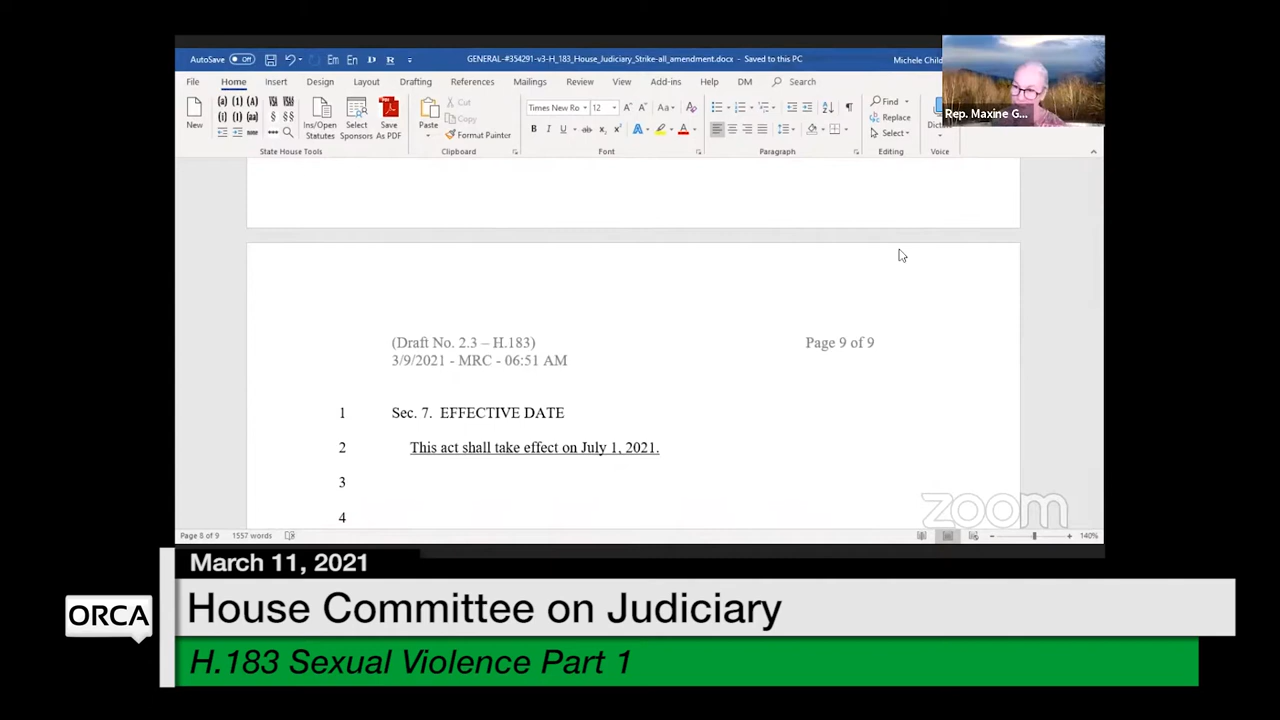 AutoSave Off Em En D R GENERAL-#354291-v3-H_183_House_Judiciary_Strike-all_amendment.docx - Saved to this PC Michele Child
File Home Insert Design Layout References Mailings Review View Add-ins Help DM Search
Rep. Maxine G...
New Ins/Open Statutes Select Sponsors Save As PDF
State House Tools
Paste Cut Copy Format Painter
Clipboard
Times New Ro 12
Font
Paragraph
Find Replace Select
Editing
Dictate
Voice
(Draft No. 2.3 – H.183) Page 9 of 9
3/9/2021 - MRC - 06:51 AM
1 Sec. 7. EFFECTIVE DATE
2 This act shall take effect on July 1, 2021.
3
4
zoom
Page 8 of 9 1557 words 140%
March 11, 2021
ORCA
House Committee on Judiciary
H.183 Sexual Violence Part 1